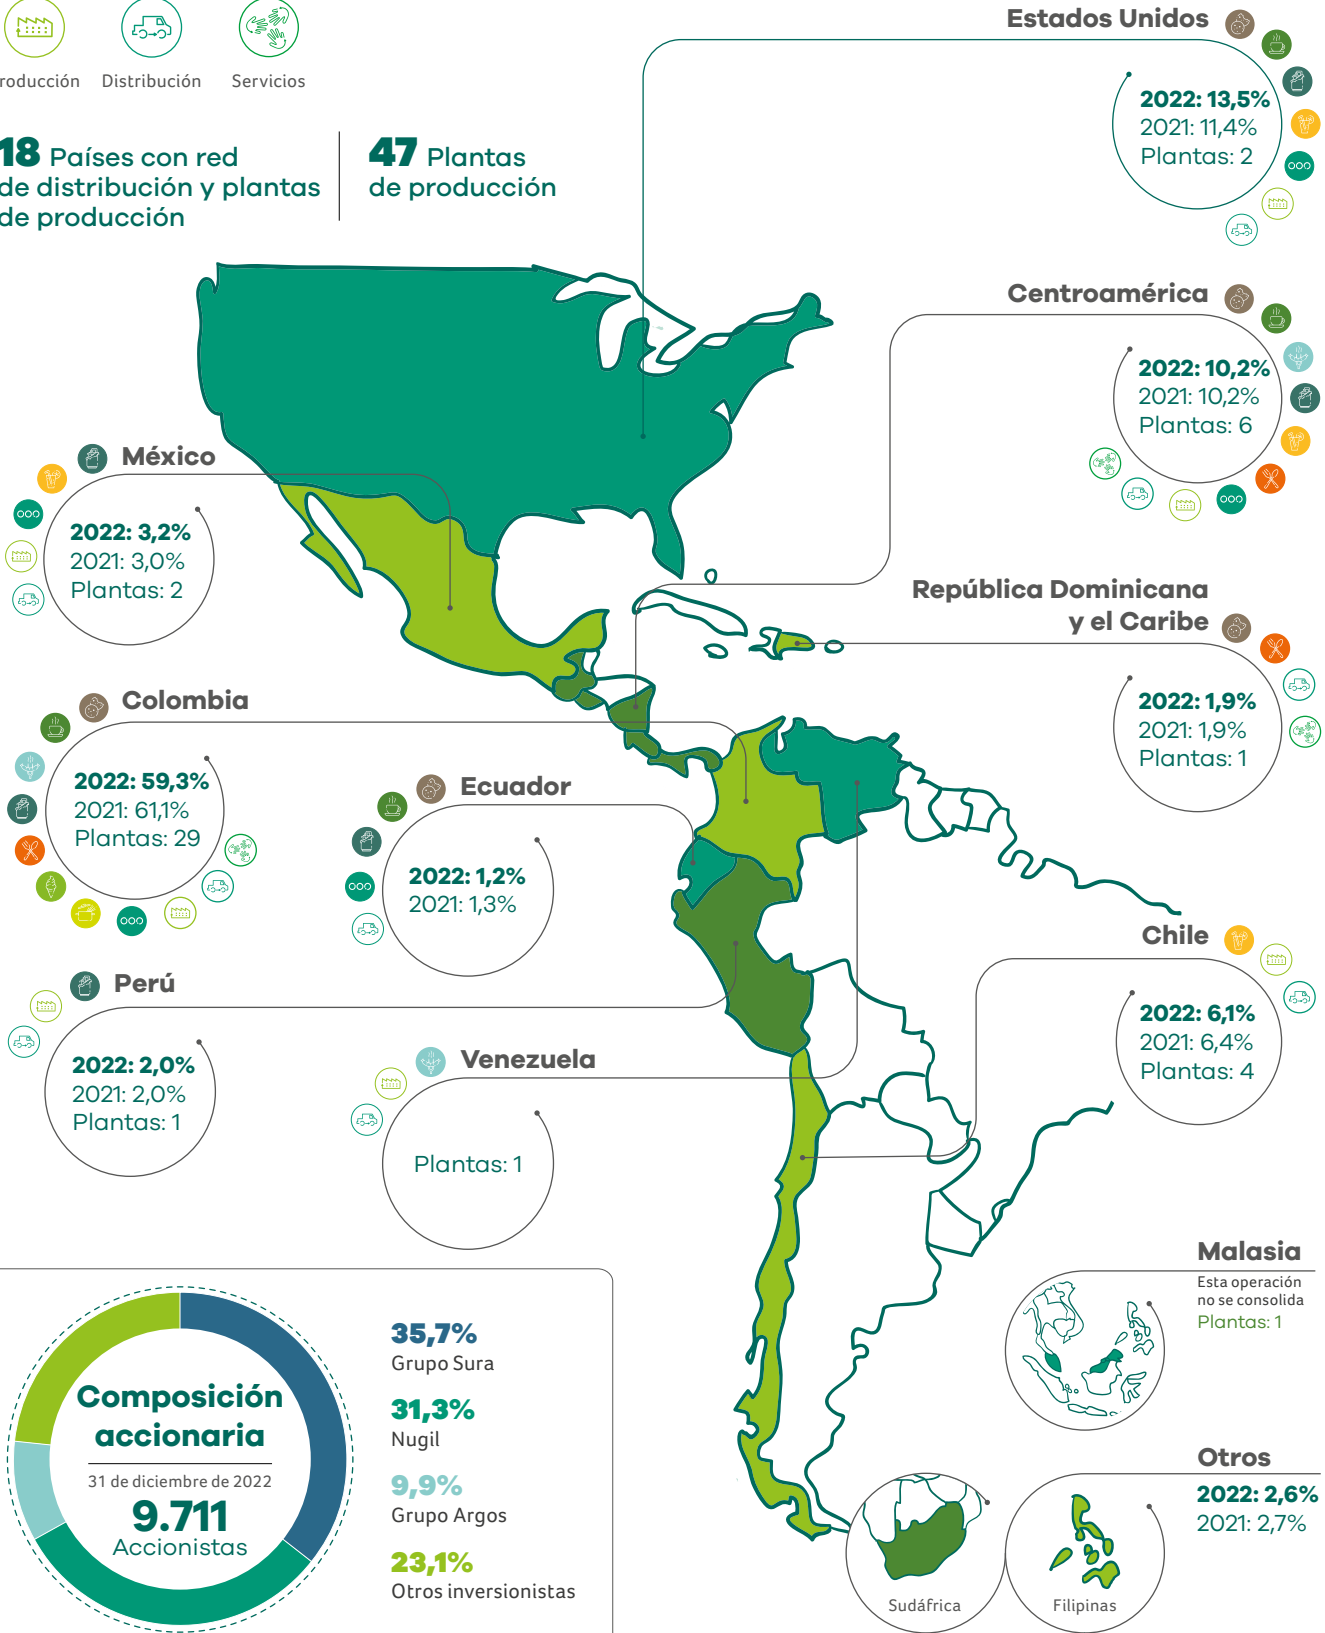 roducción
Distribución
Servicios
18 Países con red
de distribución y plantas
de producción
47 Plantas
de producción
Estados Unidos
2022: 13,5%
2021: 11,4%
Plantas: 2
Centroamérica
2022: 10,2%
2021: 10,2%
Plantas: 6
México
2022: 3,2%
2021: 3,0%
Plantas: 2
República Dominicana
y el Caribe
2022: 1,9%
2021: 1,9%
Plantas: 1
Colombia
2022: 59,3%
2021: 61,1%
Plantas: 29
Ecuador
2022: 1,2%
2021: 1,3%
Chile
2022: 6,1%
2021: 6,4%
Plantas: 4
Perú
2022: 2,0%
2021: 2,0%
Plantas: 1
Venezuela
Plantas: 1
Malasia
Esta operación
no se consolida
Plantas: 1
Otros
2022: 2,6%
2021: 2,7%
Sudáfrica
Filipinas
Composición
accionaria
31 de diciembre de 2022
9.711
Accionistas
35,7%
Grupo Sura
31,3%
Nugil
9,9%
Grupo Argos
23,1%
Otros inversionistas